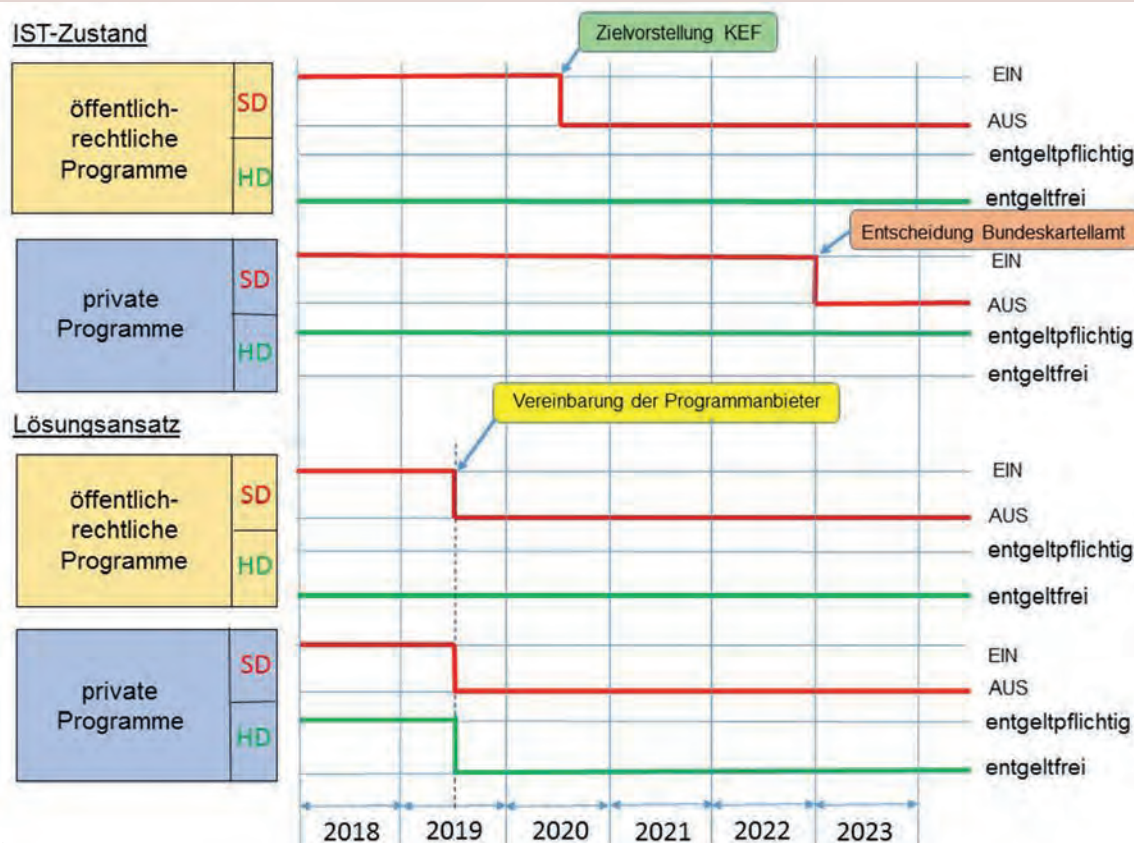 IST-Zustand
Zielvorstellung KEF
öffentlich-
rechtliche
Programme
SD
HD
EIN
AUS
entgeltpflichtig
entgeltfrei
Entscheidung Bundeskartellamt
private
Programme
SD
HD
EIN
AUS
entgeltpflichtig
entgeltfrei
Vereinbarung der Programmanbieter
Lösungsansatz
öffentlich-
rechtliche
Programme
SD
HD
EIN
AUS
entgeltpflichtig
entgeltfrei
private
Programme
SD
HD
EIN
AUS
entgeltpflichtig
entgeltfrei
2018 2019 2020 2021 2022 2023